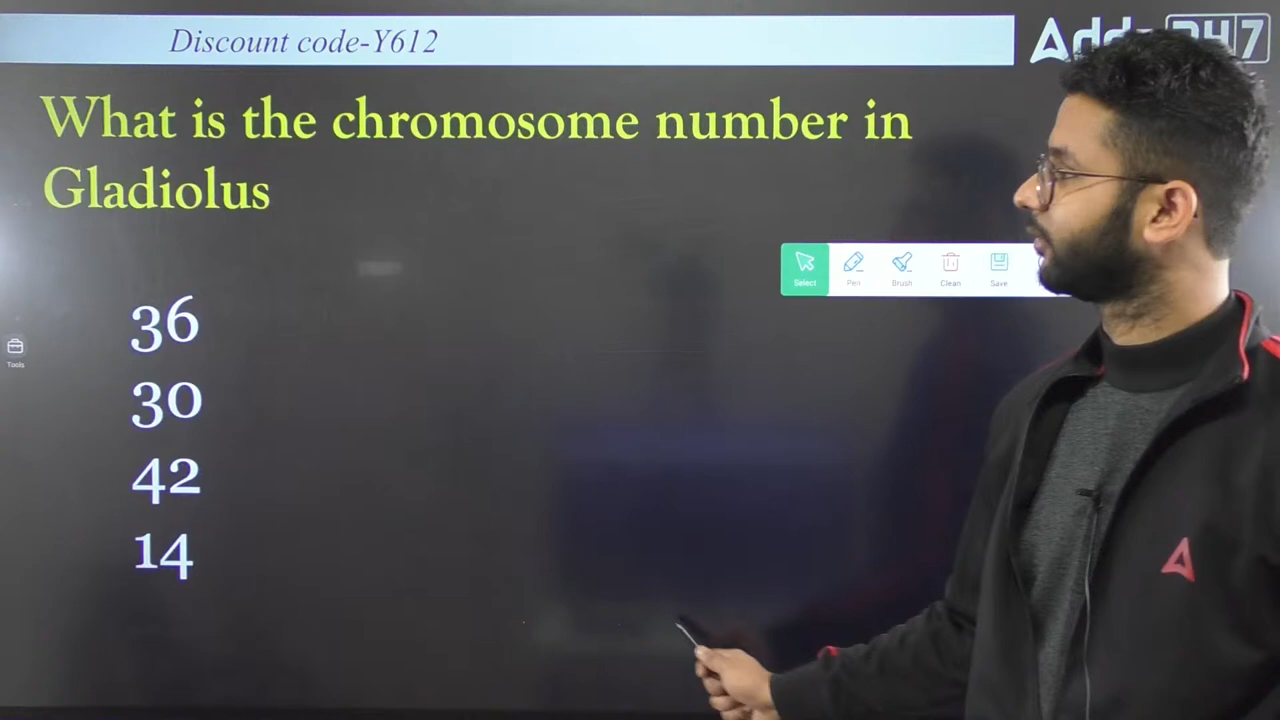 Discount code-Y612
What is the chromosome number in
Gladiolus
Select
Pen
Brush
Clean
Save
36
30
Tools
42
14